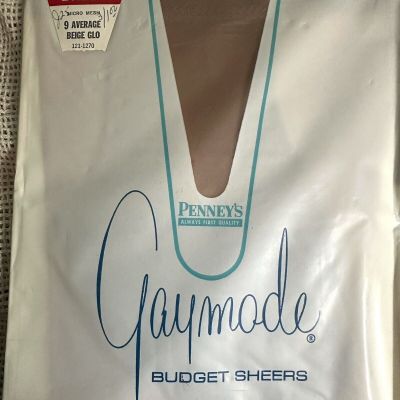 MICRO MESH
9 AVERAGE
BEIGE GLO
121-1270
PENNEY'S
ALWAYS FIRST QUALITY
Gaymode®
BUDGET SHEERS